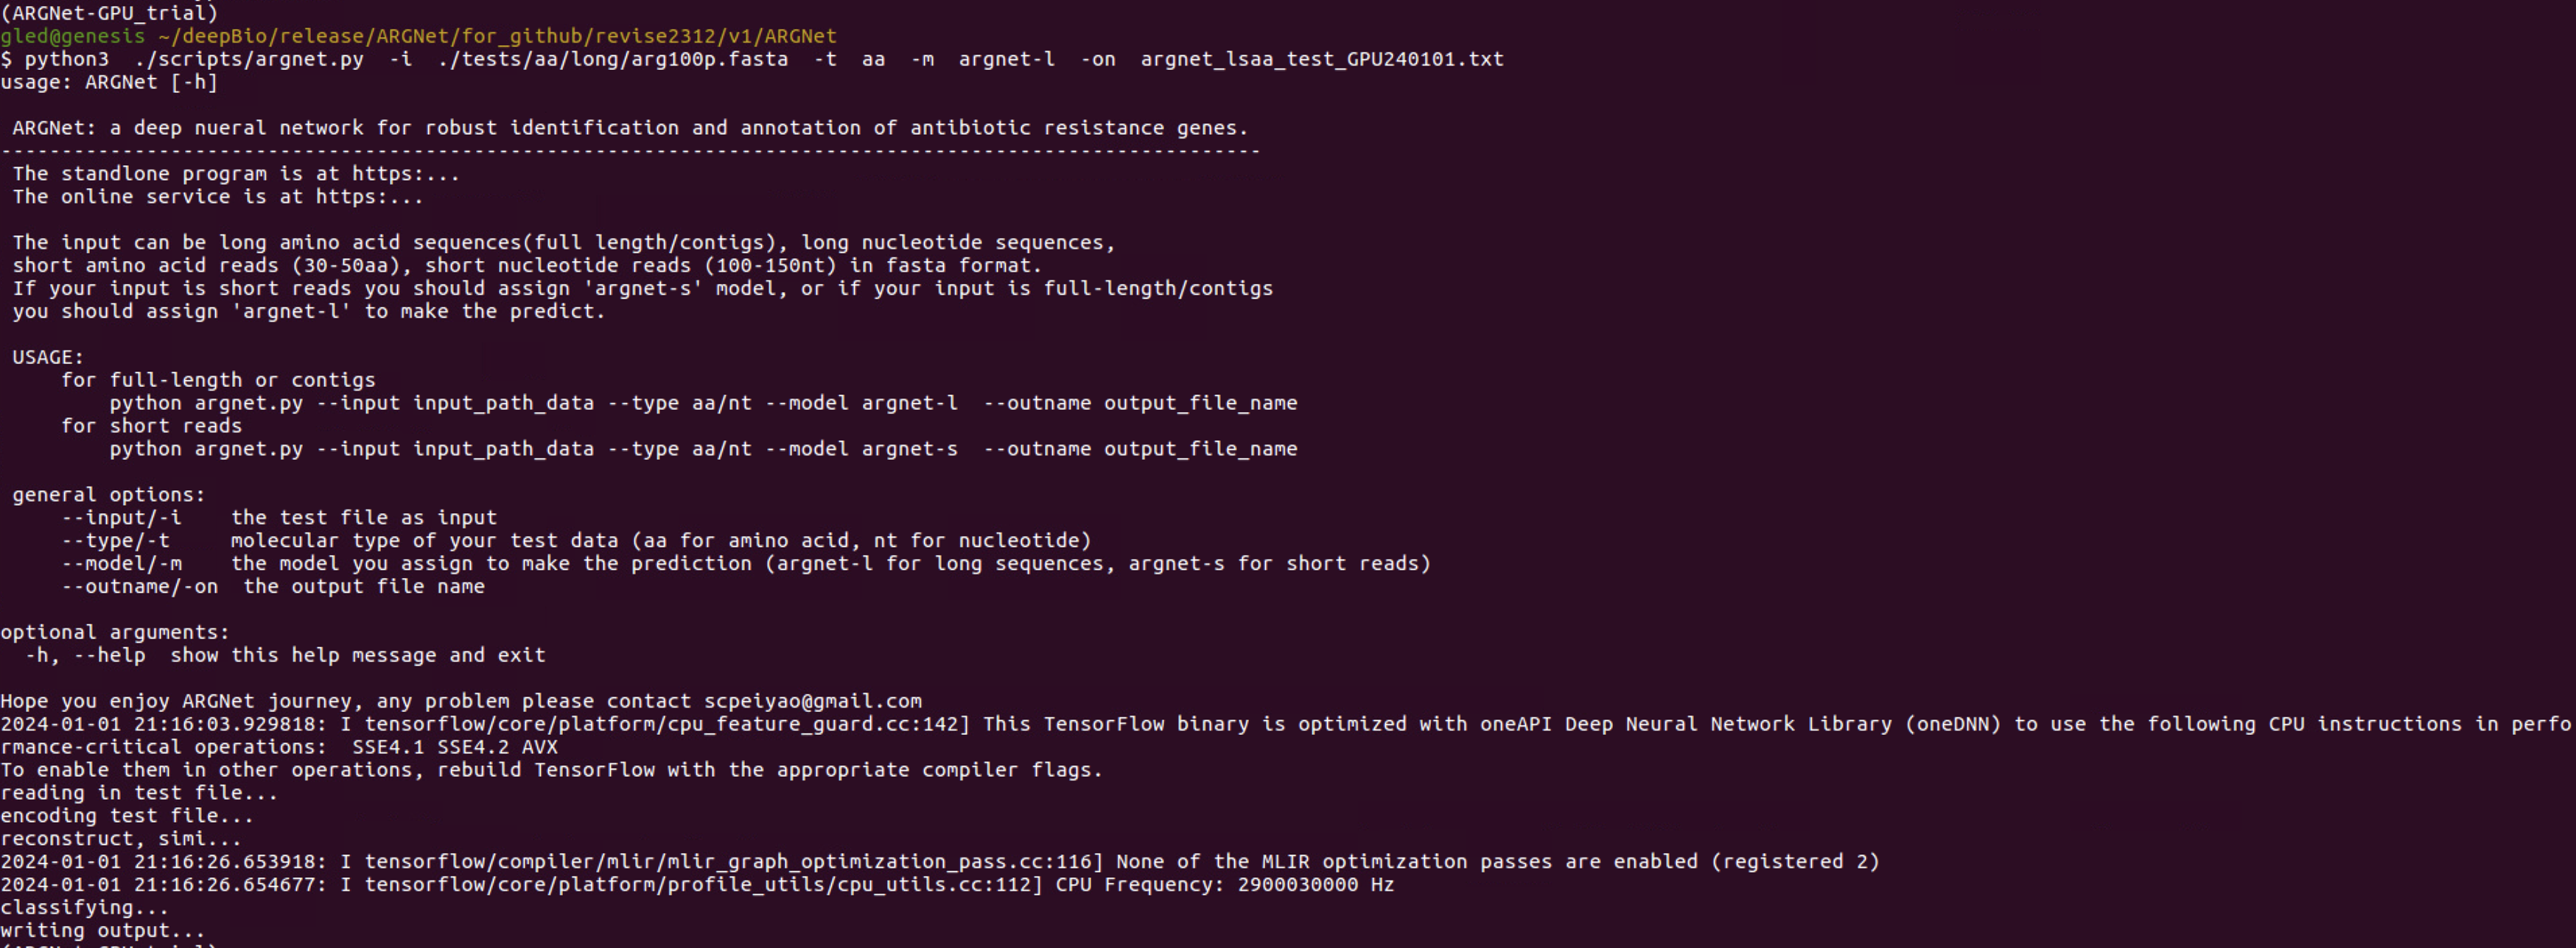 (ARGNet-GPU_trial)
gled@genesis ~/deepBio/release/ARGNet/for_github/revise2312/v1/ARGNet
$ python3  ./scripts/argnet.py  -i  ./tests/aa/long/arg100p.fasta  -t  aa  -m  argnet-l  -on  argnet_lsaa_test_GPU240101.txt
usage: ARGNet [-h]
ARGNet: a deep nueral network for robust identification and annotation of antibiotic resistance genes.
--------------------------------------------------------------------------------------------------------
The standlone program is at https:...
The online service is at https:...
The input can be long amino acid sequences(full length/contigs), long nucleotide sequences,
short amino acid reads (30-50aa), short nucleotide reads (100-150nt) in fasta format.
If your input is short reads you should assign 'argnet-s' model, or if your input is full-length/contigs
you should assign 'argnet-l' to make the predict.
USAGE:
for full-length or contigs
python argnet.py --input input_path_data --type aa/nt --model argnet-l  --outname output_file_name
for short reads
python argnet.py --input input_path_data --type aa/nt --model argnet-s  --outname output_file_name
general options:
--input/-i    the test file as input
--type/-t     molecular type of your test data (aa for amino acid, nt for nucleotide)
--model/-m    the model you assign to make the prediction (argnet-l for long sequences, argnet-s for short reads)
--outname/-on  the output file name
optional arguments:
-h, --help  show this help message and exit
Hope you enjoy ARGNet journey, any problem please contact scpeiyao@gmail.com
2024-01-01 21:16:03.929818: I tensorflow/core/platform/cpu_feature_guard.cc:142] This TensorFlow binary is optimized with oneAPI Deep Neural Network Library (oneDNN) to use the following CPU instructions in perfo
rmance-critical operations:  SSE4.1 SSE4.2 AVX
To enable them in other operations, rebuild TensorFlow with the appropriate compiler flags.
reading in test file...
encoding test file...
reconstruct, simi...
2024-01-01 21:16:26.653918: I tensorflow/compiler/mlir/mlir_graph_optimization_pass.cc:116] None of the MLIR optimization passes are enabled (registered 2)
2024-01-01 21:16:26.654677: I tensorflow/core/platform/profile_utils/cpu_utils.cc:112] CPU Frequency: 2900030000 Hz
classifying...
writing output...